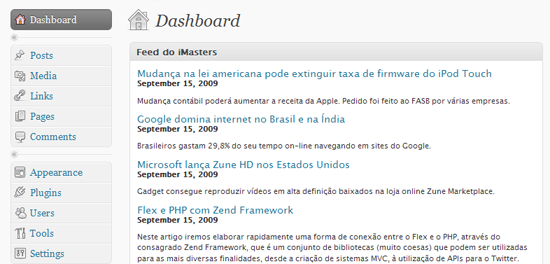 Dashboard
Posts
Media
Links
Pages
Comments
Appearance
Plugins
Users
Tools
Settings
Dashboard
Feed do iMasters
Mudança na lei americana pode extinguir taxa de firmware do iPod Touch
September 15, 2009
Mudança contábil poderá aumentar a receita da Apple. Pedido foi feito ao FASB por várias empresas.
Google domina internet no Brasil e na Índia
September 15, 2009
Brasileiros gastam 29,8% do seu tempo on-line navegando em sites do Google.
Microsoft lança Zune HD nos Estados Unidos
September 15, 2009
Gadget consegue reproduzir vídeos em alta definição baixados na loja online Zune Marketplace.
Flex e PHP com Zend Framework
September 15, 2009
Neste artigo iremos elaborar rapidamente uma forma de conexão entre o Flex e o PHP, através do
consagrado Zend Framework, que é um conjunto de bibliotecas (muito coesas) que podem ser utilizadas
para as mais diversas finalidades, desde a criação de sistemas MVC, à utilização de APIs para o Twitter.